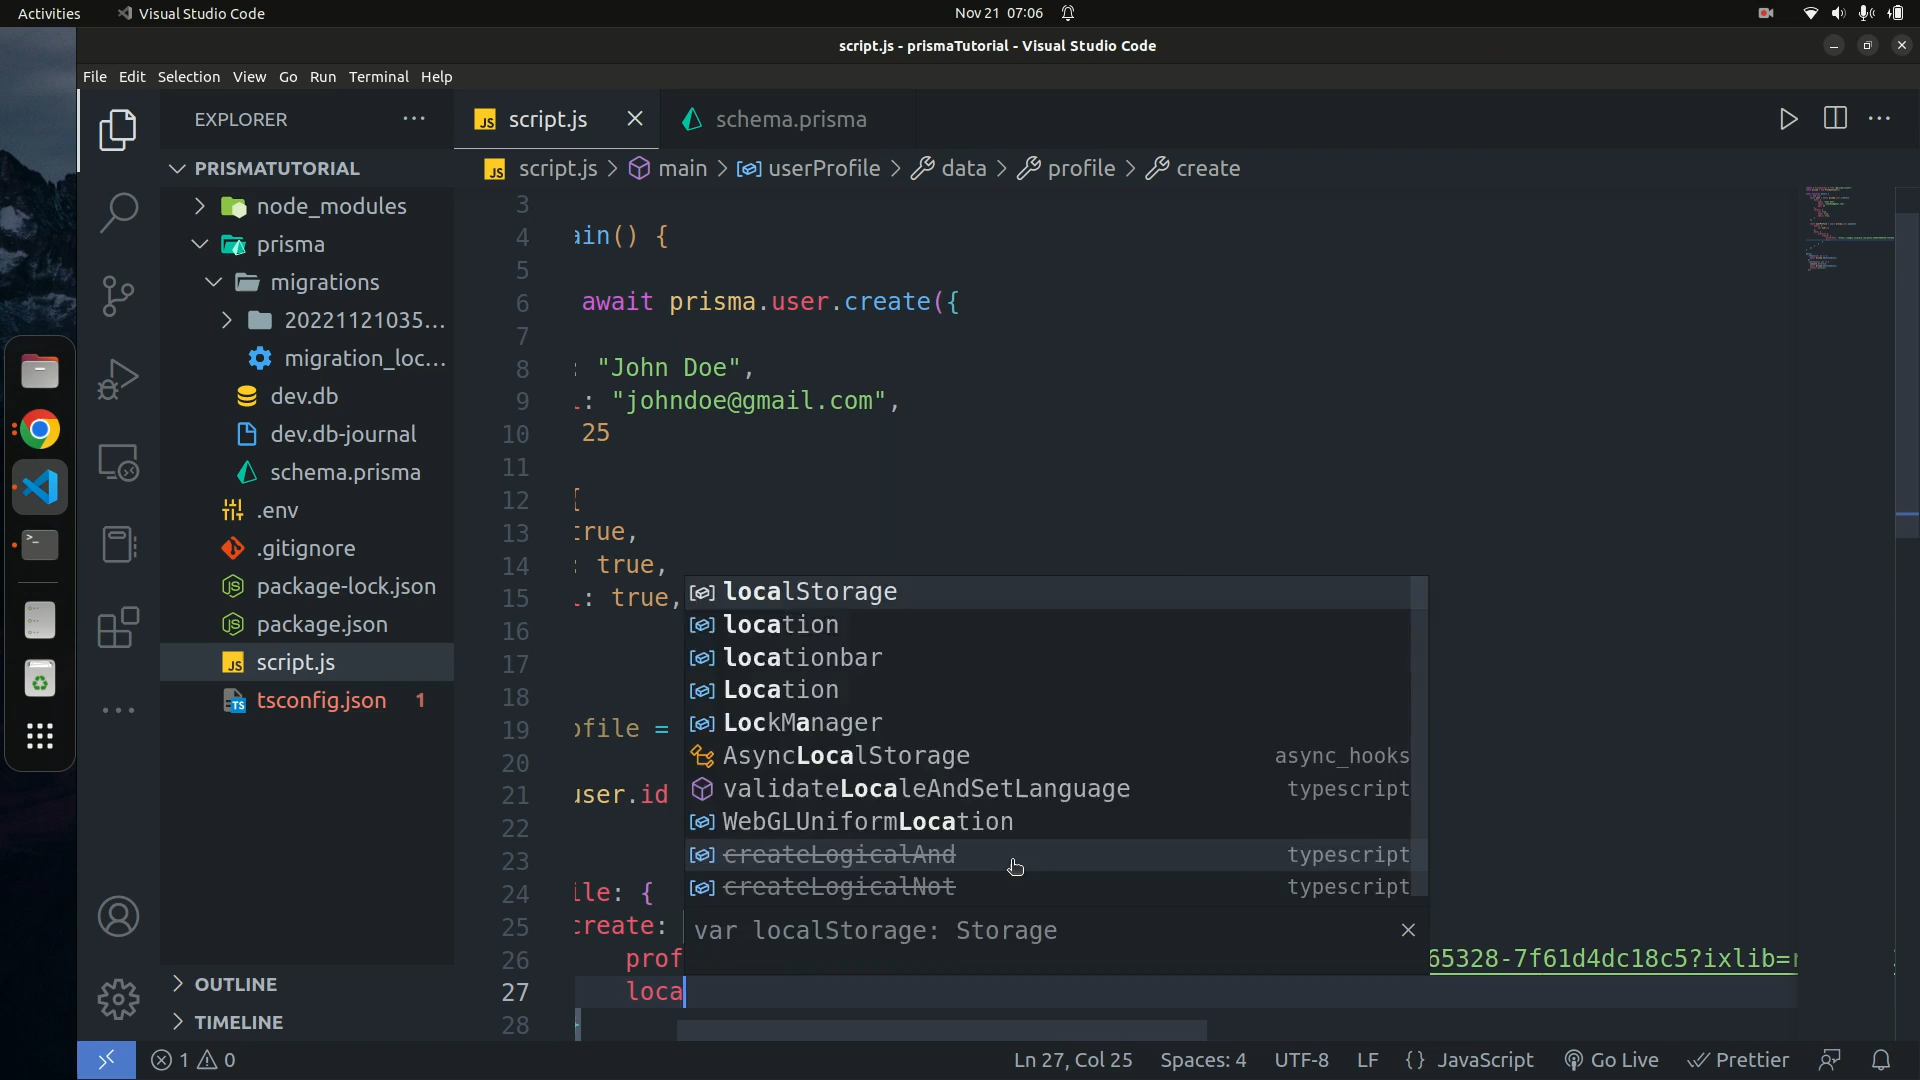 Activities
Visual Studio Code
Nov 21 07:06
script.js - prismaTutorial - Visual Studio Code
File Edit Selection View Go Run Terminal Help
EXPLORER
script.js
schema.prisma
PRISMATUTORIAL
script.js > main > userProfile > data > profile > create
node_modules
prisma
migrations
20221121035...
migration_loc...
dev.db
dev.db-journal
schema.prisma
.env
.gitignore
package-lock.json
package.json
script.js
tsconfig.json 1
OUTLINE
TIMELINE
3
4 ain() {
5
6 await prisma.user.create({
7
8 : "John Doe",
9 : "johndoe@gmail.com",
10 25
11
12 {
13 true,
14 : true,
15 : true,
16
17
18
19 ofile =
20
21 user.id
22
23
24 ile: {
25 create:
26 prof 65328-7f61d4dc18c5?ixlib=
27 loca
28
localStorage
location
locationbar
Location
LockManager
AsyncLocalStorage async_hooks
validateLocaleAndSetLanguage typescript
WebGLUniformLocation
createLogicalAnd typescript
createLogicalNot typescript
var localStorage: Storage
1 0
Ln 27, Col 25
Spaces: 4
UTF-8
LF
{} JavaScript
Go Live
Prettier